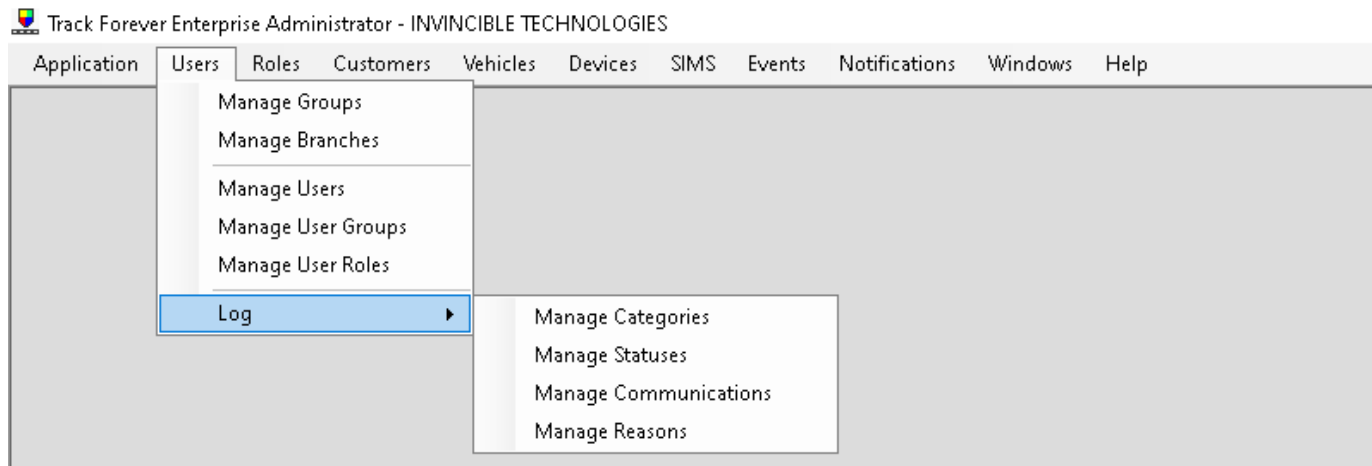 Track Forever Enterprise Administrator - INVINCIBLE TECHNOLOGIES
Application Users Roles Customers Vehicles Devices SIMS Events Notifications Windows Help
Manage Groups
Manage Branches
Manage Users
Manage User Groups
Manage User Roles
Log
Manage Categories
Manage Statuses
Manage Communications
Manage Reasons